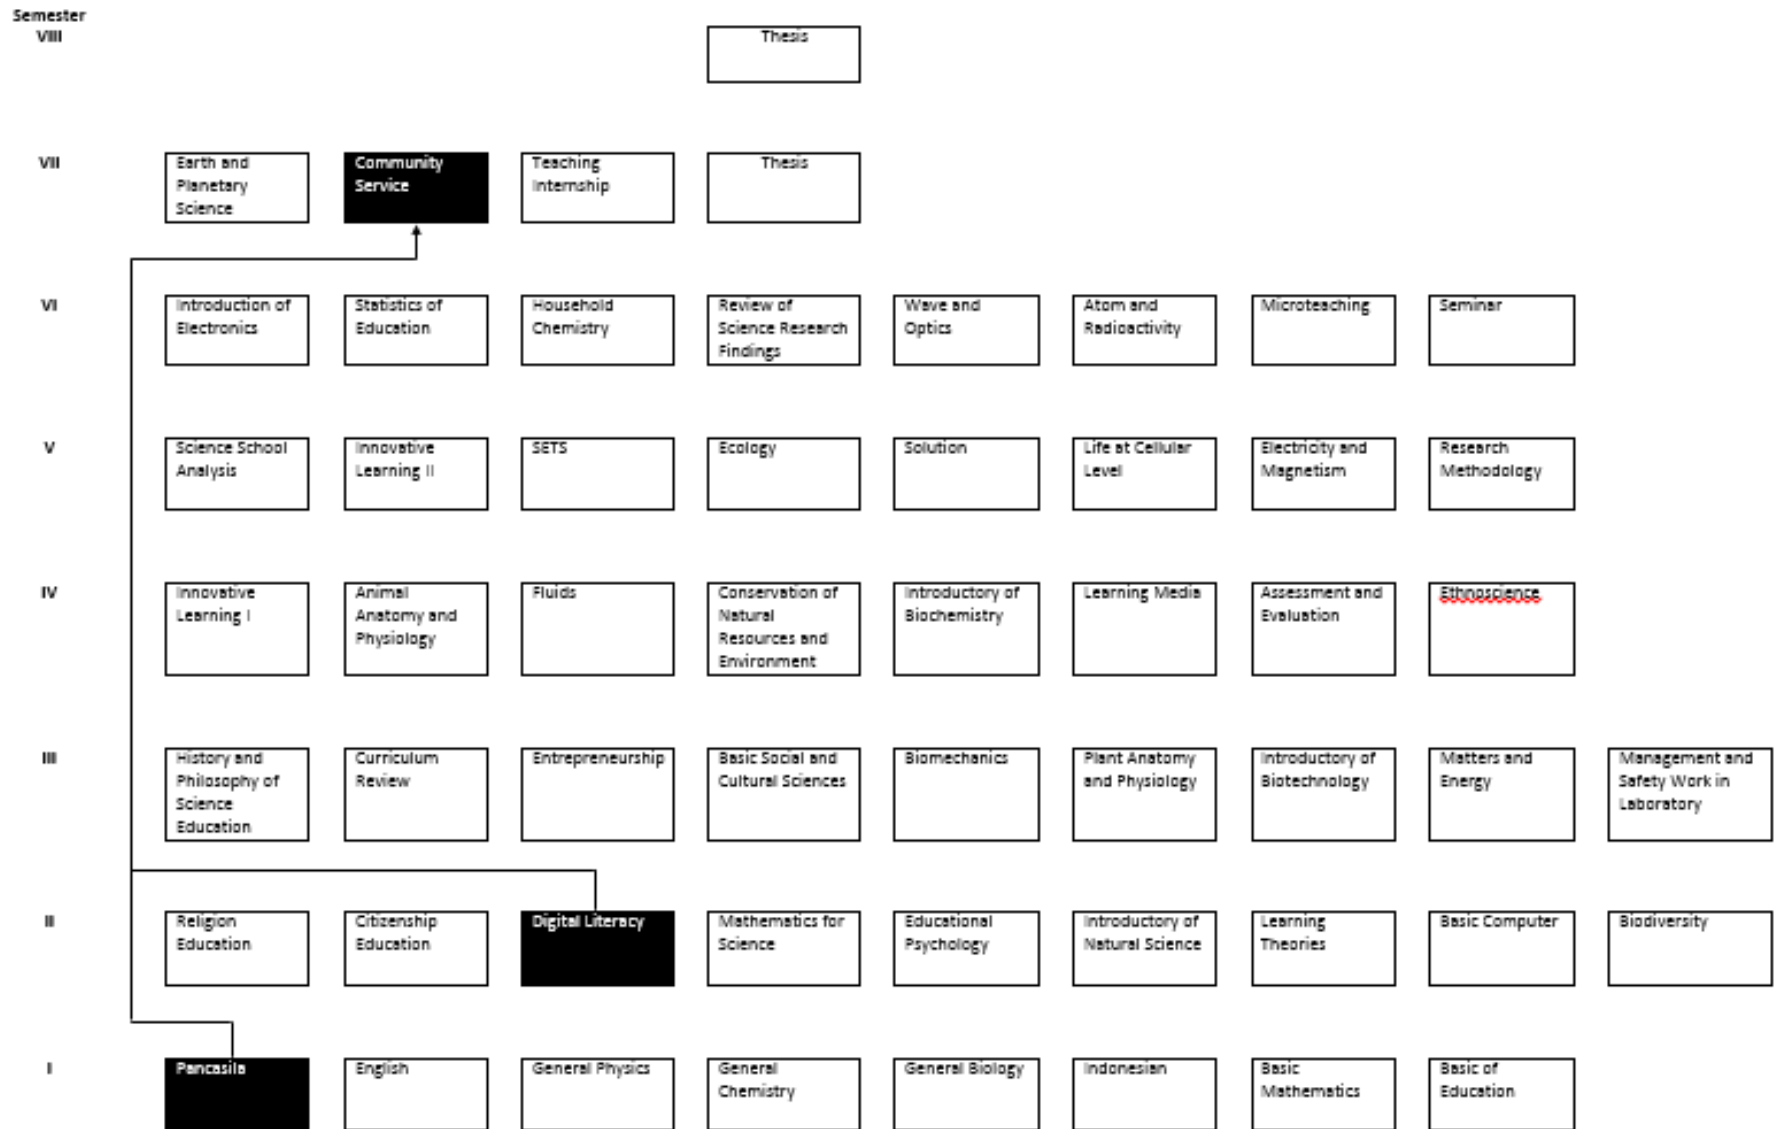 Semester
VIII
Thesis
VII
Earth and
Planetary
Science
Community
Service
Teaching
Internship
Thesis
VI
Introduction of
Electronics
Statistics of
Education
Household
Chemistry
Review of
Science Research
Findings
Wave and
Optics
Atom and
Radioactivity
Microteaching
Seminar
V
Science School
Analysis
Innovative
Learning II
SETS
Ecology
Solution
Life at Cellular
Level
Electricity and
Magnetism
Research
Methodology
IV
Innovative
Learning I
Animal
Anatomy and
Physiology
Fluids
Conservation of
Natural
Resources and
Environment
Introductory of
Biochemistry
Learning Media
Assessment and
Evaluation
Ethnoscience
III
History and
Philosophy of
Science
Education
Curriculum
Review
Entrepreneurship
Basic Social and
Cultural Sciences
Biomechanics
Plant Anatomy
and Physiology
Introductory of
Biotechnology
Matters and
Energy
Management and
Safety Work in
Laboratory
II
Religion
Education
Citizenship
Education
Digital Literacy
Mathematics for
Science
Educational
Psychology
Introductory of
Natural Science
Learning
Theories
Basic Computer
Biodiversity
I
Pancasila
English
General Physics
General
Chemistry
General Biology
Indonesian
Basic
Mathematics
Basic of
Education